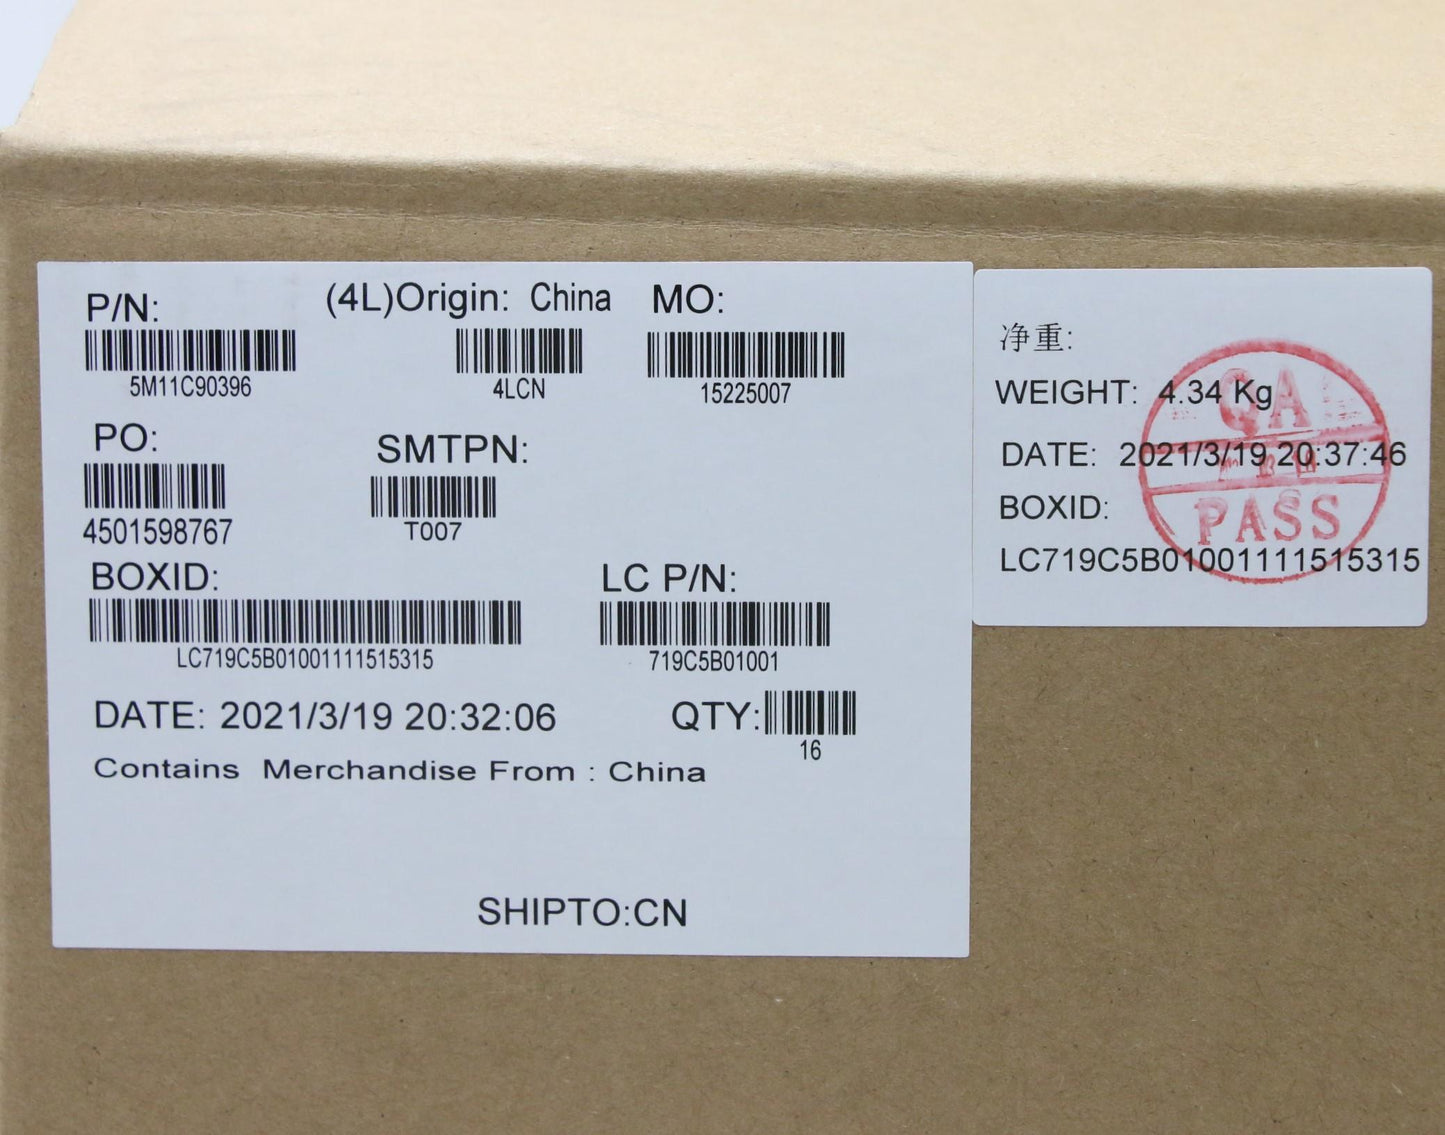 P/N:
5M11C90396
(4L)Origin: China
4LCN
MO:
15225007
PO:
4501598767
SMTPN:
T007
BOXID:
LC719C5B01001111515315
LC P/N:
719C5B01001
DATE: 2021/3/19 20:32:06
QTY:
16
Contains Merchandise From : China
SHIPTO:CN
净重:
WEIGHT: 4.34 Kg
DATE: 2021/3/19 20:37:46
BOXID:
LC719C5B01001111515315
QA
PASS